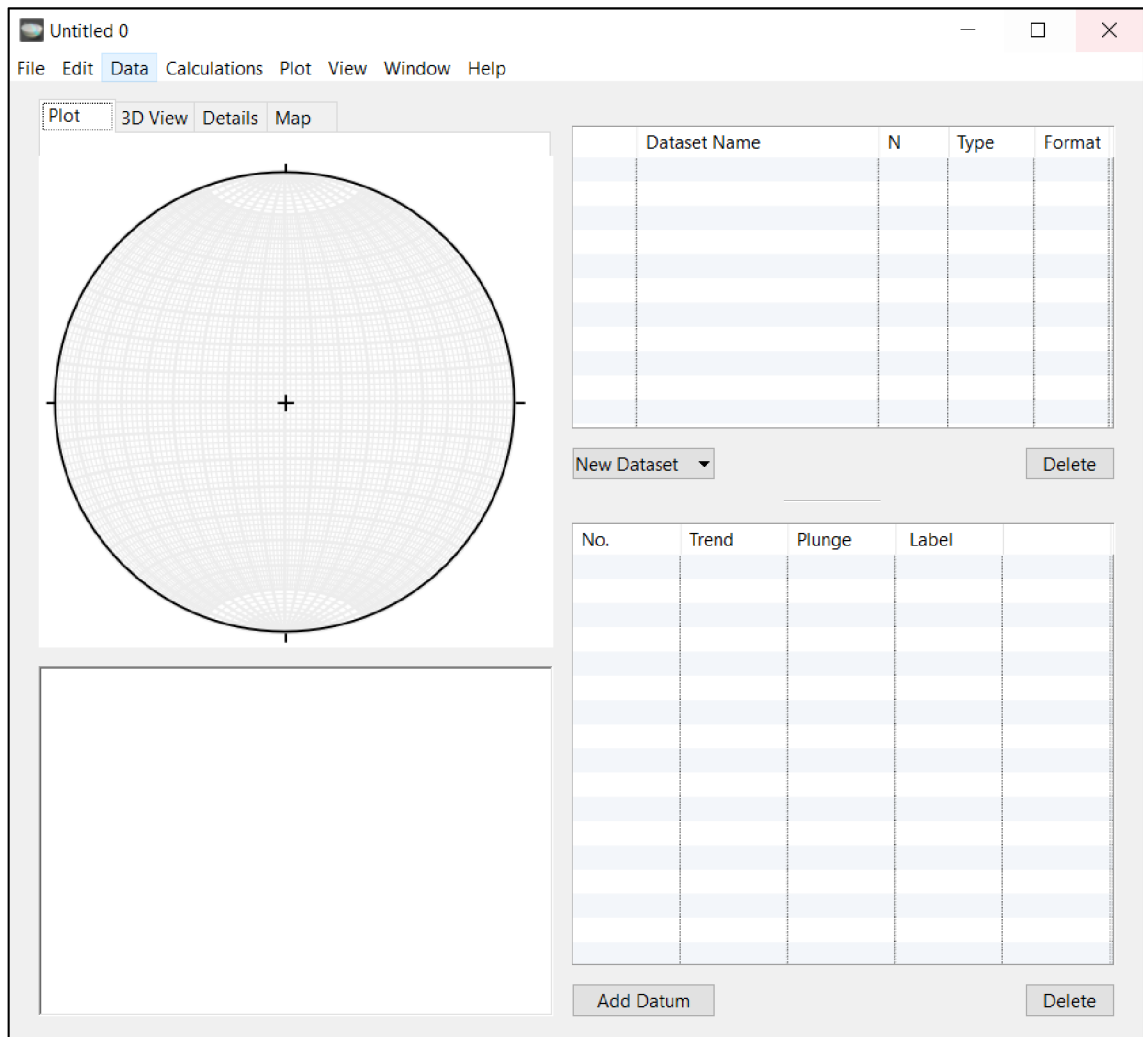 Untitled 0
File Edit Data Calculations Plot View Window Help
Plot 3D View Details Map
Dataset Name N Type Format
New Dataset Delete
No. Trend Plunge Label
Add Datum Delete